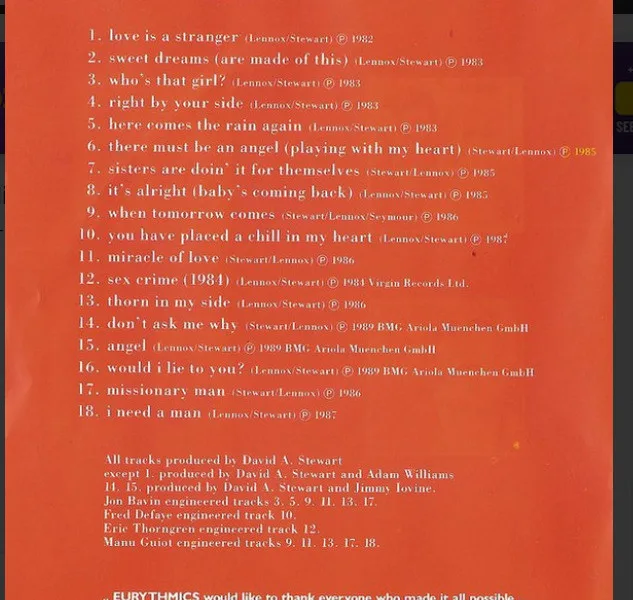 1. love is a stranger (Lennox/Stewart) ℗ 1982
2. sweet dreams (are made of this) (Lennox/Stewart) ℗ 1983
3. who's that girl? (Lennox/Stewart) ℗ 1983
4. right by your side (Lennox/Stewart) ℗ 1983
5. here comes the rain again (Lennox/Stewart) ℗ 1983
6. there must be an angel (playing with my heart) (Stewart/Lennox) ℗ 1985
7. sisters are doin' it for themselves (Stewart/Lennox) ℗ 1985
8. it's alright (baby's coming back) (Lennox/Stewart) ℗ 1985
9. when tomorrow comes (Stewart/Lennox/Seymour) ℗ 1986
10. you have placed a chill in my heart (Lennox/Stewart) ℗ 1987
11. miracle of love (Stewart/Lennox) ℗ 1986
12. sex crime (1984) (Lennox/Stewart) ℗ 1984 Virgin Records Ltd.
13. thorn in my side (Lennox/Stewart) ℗ 1986
14. don't ask me why (Stewart/Lennox) ℗ 1989 BMG Ariola Muenchen GmbH
15. angel (Lennox/Stewart) ℗ 1989 BMG Ariola Muenchen GmbH
16. would i lie to you? (Lennox/Stewart) ℗ 1989 BMG Ariola Muenchen GmbH
17. missionary man (Stewart/Lennox) ℗ 1986
18. i need a man (Lennox/Stewart) ℗ 1987
All tracks produced by David A. Stewart
except 1. produced by David A. Stewart and Adam Williams
14. 15. produced by David A. Stewart and Jimmy Iovine.
Jon Bavin engineered tracks 3. 5. 9. 11. 13. 17.
Fred Defaye engineered track 10.
Eric Thorngren engineered track 12.
Manu Guiot engineered tracks 9. 11. 13. 17. 18.
.. EURYTHMICS would like to thank everyone who made it all possible